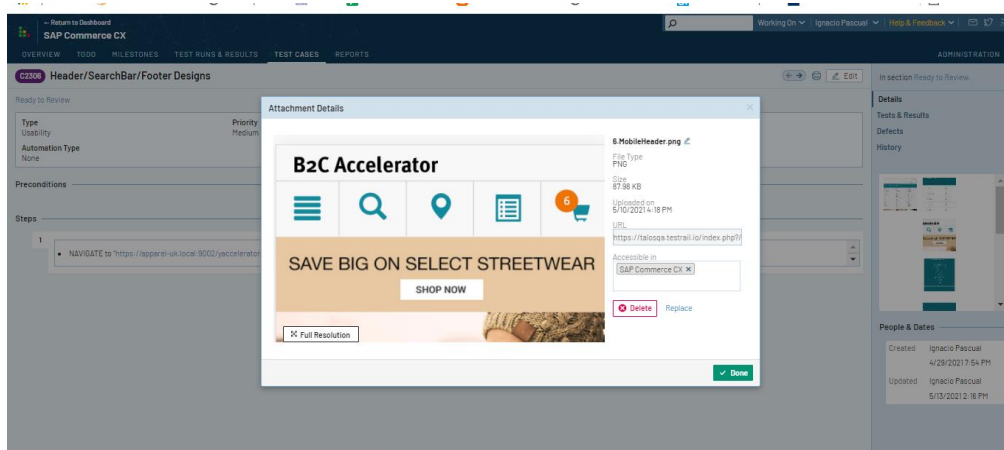 ← Return to Dashboard
SAP Commerce CX
Working On
Ignacio Pascual
Help & Feedback
OVERVIEW TODO MILESTONES TEST RUNS & RESULTS TEST CASES REPORTS
ADMINISTRATION
C2306 Header/SearchBar/Footer Designs
Edit
In section Ready to Review.
Ready to Review
Type
Usability
Priority
Medium
Automation Type
None
Preconditions
Steps
1
NAVIGATE to "https://apparel-uk.local:9002/yaccelerator
Attachment Details
B2C Accelerator
6
SAVE BIG ON SELECT STREETWEAR
SHOP NOW
Full Resolution
6.MobileHeader.png
File Type
PNG
Size
87.98 KB
Uploaded on
5/10/2021 4:18 PM
URL
https://talosqa.testrail.io/index.php?/
Accessible in
SAP Commerce CX
Delete Replace
Done
Details
Tests & Results
Defects
History
People & Dates
Created Ignacio Pascual
4/29/2021 7:54 PM
Updated Ignacio Pascual
5/13/2021 2:16 PM